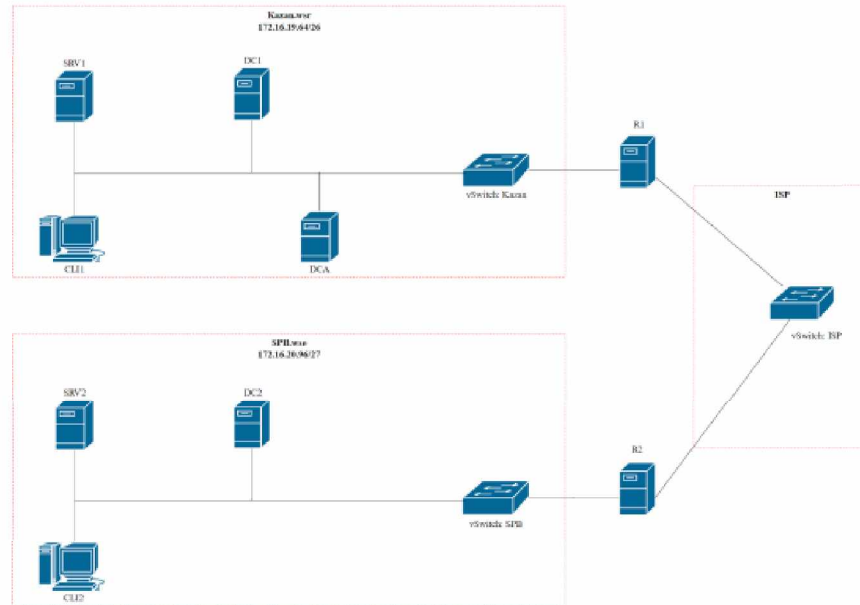 Kazan.wsr
172.16.19.64/26
SRV1
DC1
R1
vSwitch: Kazan
ISP
CLI1
DCA
vSwitch: ISP
172.16.20.96/27
SRV2
DC2
R2
vSwitch: SPB
CLI2